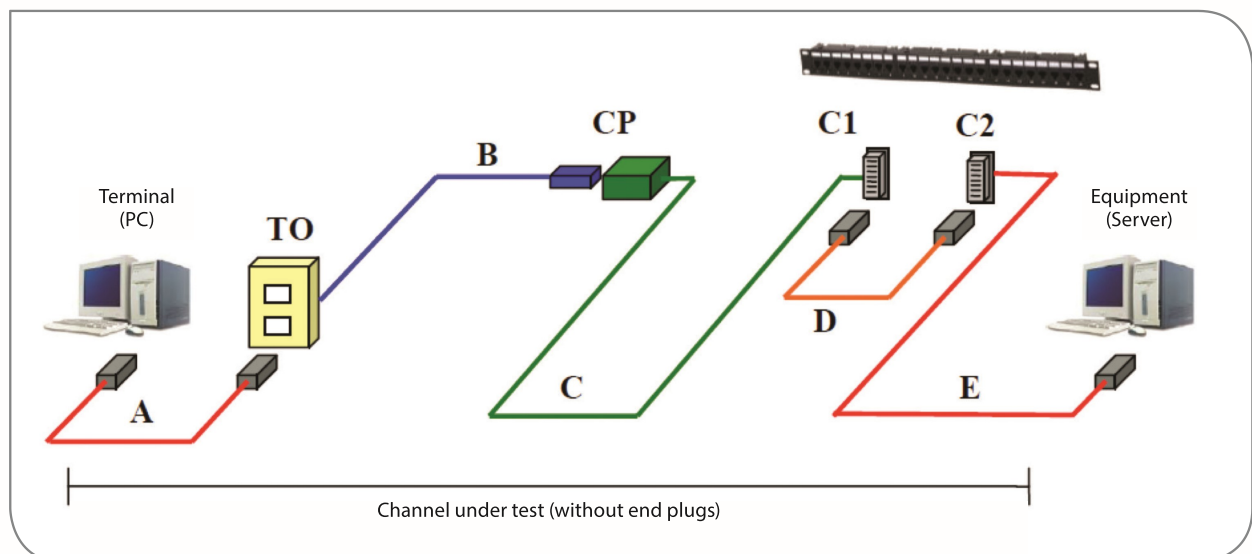 CP
C1
C2
B
Terminal
(PC)
TO
Equipment
(Server)
D
A
C
E
Channel under test (without end plugs)